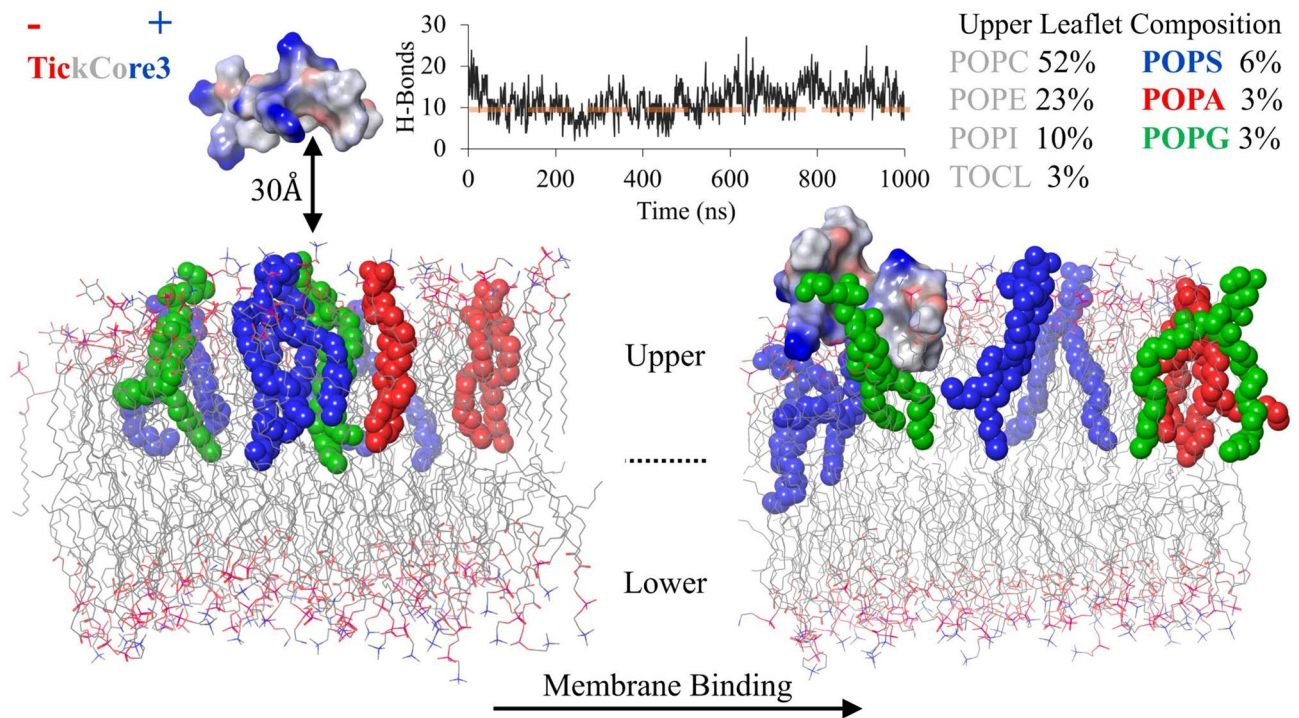 - +
TickCore3
30Å
H-Bonds
30
20
10
0
0 200 400 600 800 1000
Time (ns)
Upper Leaflet Composition
POPC 52% POPS 6%
POPE 23% POPA 3%
POPI 10% POPG 3%
TOCL 3%
Upper
Lower
Membrane Binding